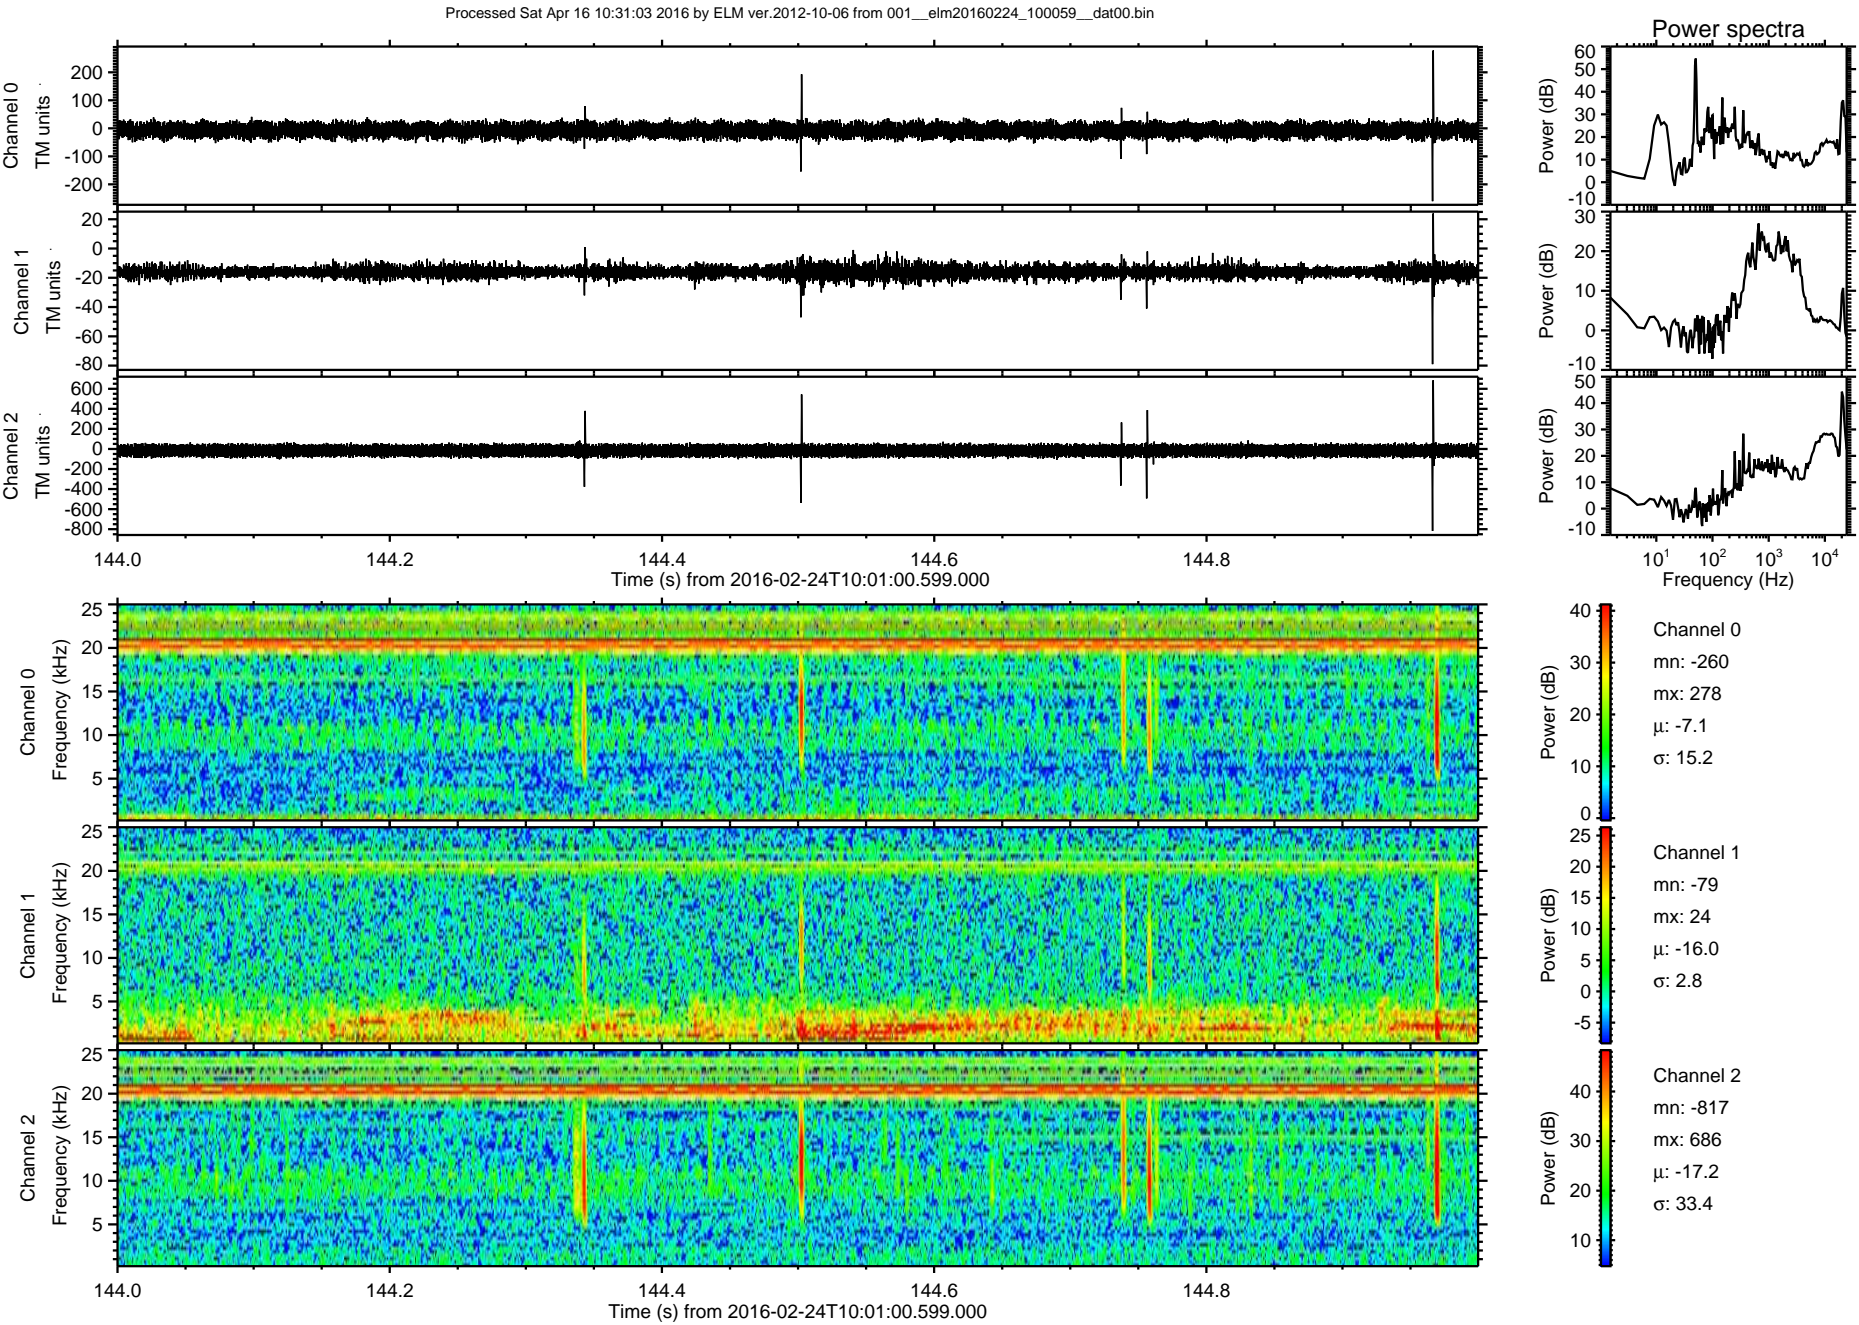 Processed Sat Apr 16 10:31:03 2016 by ELM ver.2012-10-06 from 001__elm20160224_100059__dat00.bin
Power spectra
Channel 0
TM units
200
100
0
-100
-200
Power (dB)
60
50
40
30
20
10
0
-10
Channel 1
TM units
20
0
-20
-40
-60
-80
Power (dB)
30
20
10
0
-10
Channel 2
TM units
600
400
200
0
-200
-400
-600
-800
Power (dB)
50
40
30
20
10
0
-10
144.0 144.2 144.4 144.6 144.8
Time (s) from 2016-02-24T10:01:00.599.000
10^1 10^2 10^3 10^4
Frequency (Hz)
Channel 0
Frequency (kHz)
25
20
15
10
5
Power (dB)
40
30
20
10
0
Channel 0
mn: -260
mx: 278
μ: -7.1
σ: 15.2
Channel 1
Frequency (kHz)
25
20
15
10
5
Power (dB)
25
20
15
10
5
0
-5
Channel 1
mn: -79
mx: 24
μ: -16.0
σ: 2.8
Channel 2
Frequency (kHz)
25
20
15
10
5
Power (dB)
40
30
20
10
Channel 2
mn: -817
mx: 686
μ: -17.2
σ: 33.4
144.0 144.2 144.4 144.6 144.8
Time (s) from 2016-02-24T10:01:00.599.000